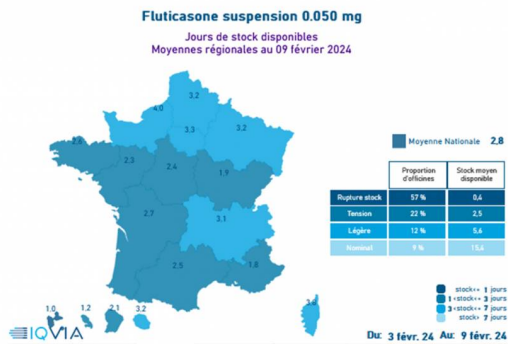 Fluticasone suspension 0.050 mg
Jours de stock disponibles
Moyennes régionales au 09 février 2024
3.2
4.0
3.3
3.2
2.8
2.3
2.4
1.9
2.7
3.1
2.5
1.8
1.0
1.2
2.1
3.2
Moyenne Nationale 2,8
Proportion d'officines
Stock moyen disponible
Rupture stock 57 % 0,4
Tension 22 % 2,5
Légère 12 % 5,6
Nominal 9 % 15,4
stock<= 1 jours
1 <stock<= 3 jours
3 <stock<= 7 jours
stock> 7 jours
IQVIA
Du: 3 févr. 24 Au: 9 févr. 24